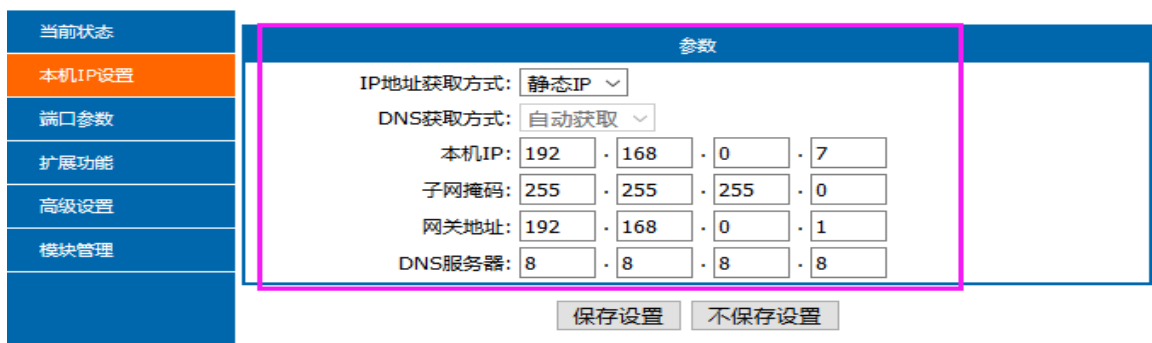 当前状态
本机IP设置
端口参数
扩展功能
高级设置
模块管理
参数
IP地址获取方式: 静态IP
DNS获取方式: 自动获取
本机IP: 192 . 168 . 0 . 7
子网掩码: 255 . 255 . 255 . 0
网关地址: 192 . 168 . 0 . 1
DNS服务器: 8 . 8 . 8 . 8
保存设置 不保存设置